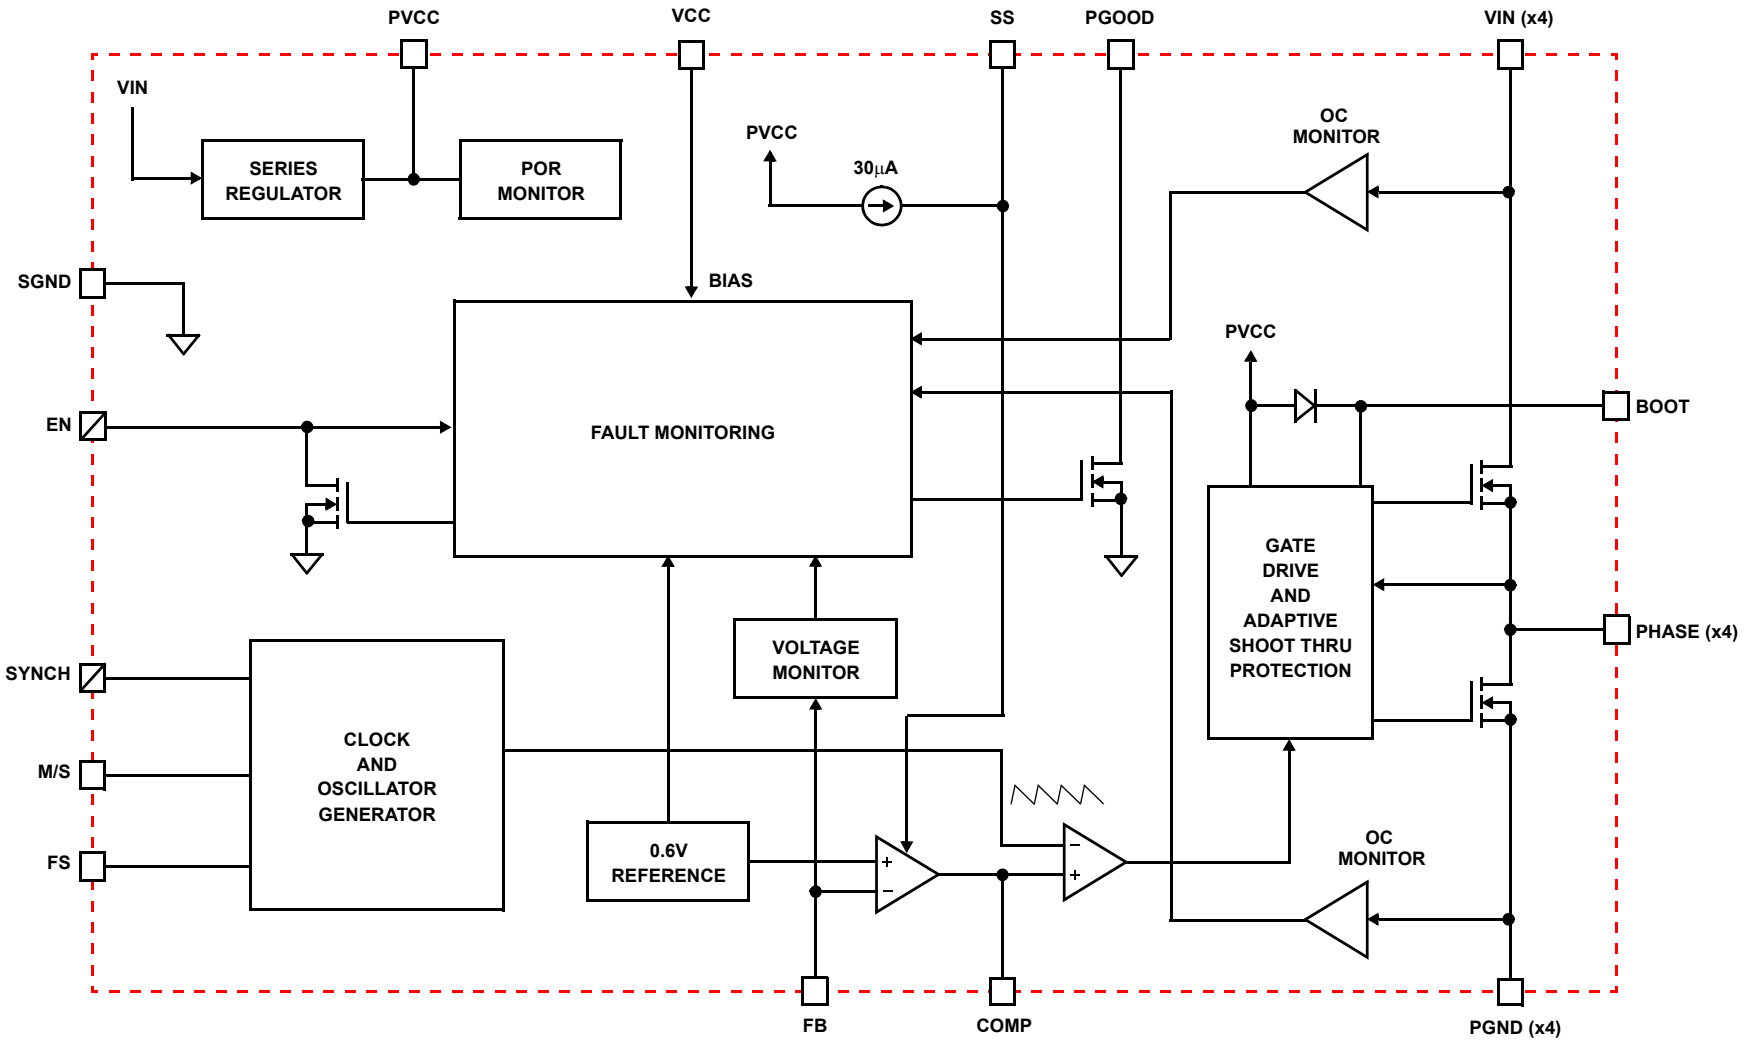 PVCC
VCC
SS
PGOOD
VIN (x4)
VIN
SERIES
REGULATOR
POR
MONITOR
PVCC
30μA
OC
MONITOR
SGND
BIAS
PVCC
EN
FAULT MONITORING
BOOT
GATE
DRIVE
AND
ADAPTIVE
SHOOT THRU
PROTECTION
PHASE (x4)
VOLTAGE
MONITOR
SYNCH
M/S
FS
CLOCK
AND
OSCILLATOR
GENERATOR
0.6V
REFERENCE
+
−
−
+
OC
MONITOR
FB
COMP
PGND (x4)